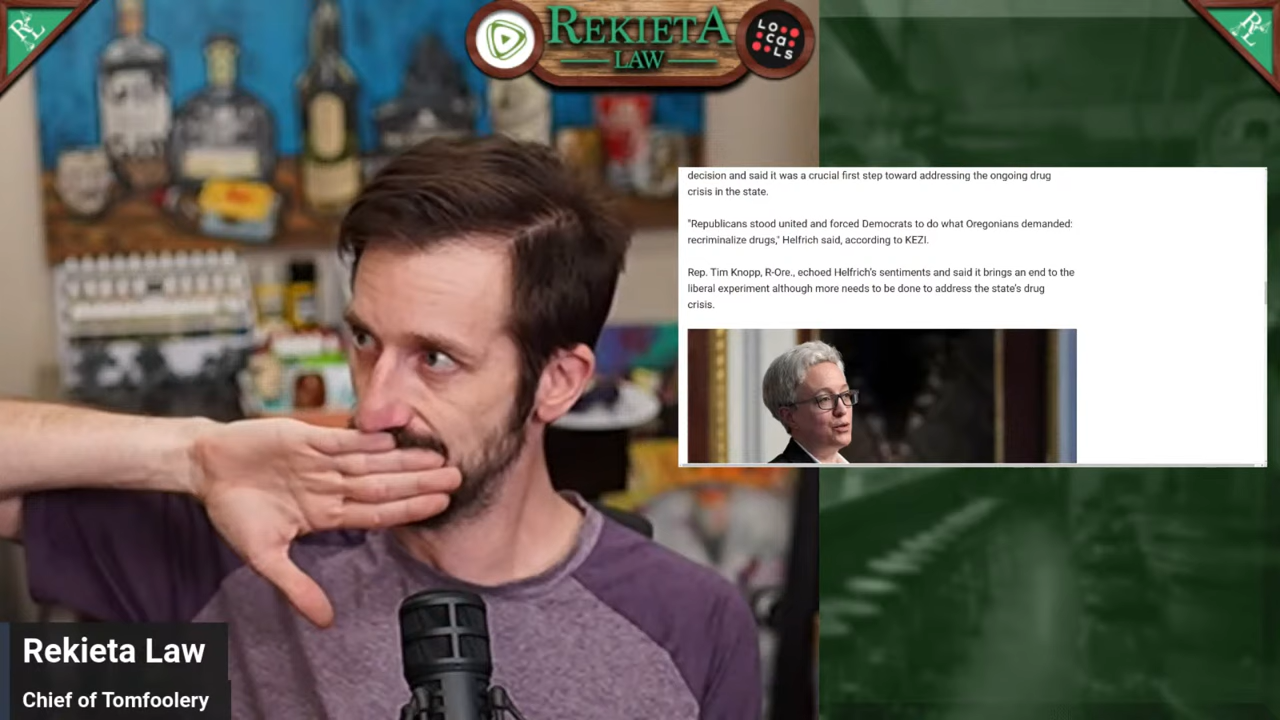 REKIETA
LAW
LOCALS
decision and said it was a crucial first step toward addressing the ongoing drug
crisis in the state.
"Republicans stood united and forced Democrats to do what Oregonians demanded:
recriminalize drugs," Helfrich said, according to KEZI.
Rep. Tim Knopp, R-Ore., echoed Helfrich's sentiments and said it brings an end to the
liberal experiment although more needs to be done to address the state's drug
crisis.
Rekieta Law
Chief of Tomfoolery